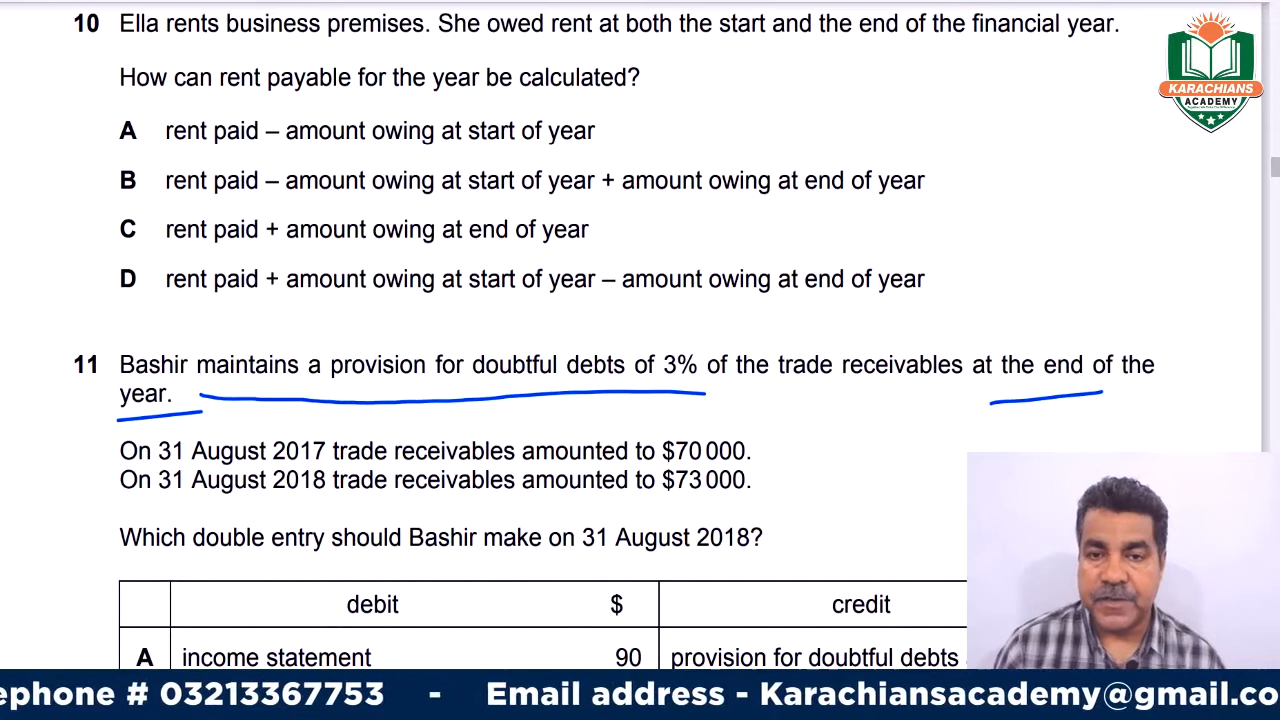 10 Ella rents business premises. She owed rent at both the start and the end of the financial year.
How can rent payable for the year be calculated?
A rent paid – amount owing at start of year
B rent paid – amount owing at start of year + amount owing at end of year
C rent paid + amount owing at end of year
D rent paid + amount owing at start of year – amount owing at end of year
KARACHIANS
ACADEMY
11 Bashir maintains a provision for doubtful debts of 3% of the trade receivables at the end of the
year.
On 31 August 2017 trade receivables amounted to $70 000.
On 31 August 2018 trade receivables amounted to $73 000.
Which double entry should Bashir make on 31 August 2018?
debit $ credit
A income statement 90 provision for doubtful debts
ephone # 03213367753 - Email address - Karachiansacademy@gmail.co